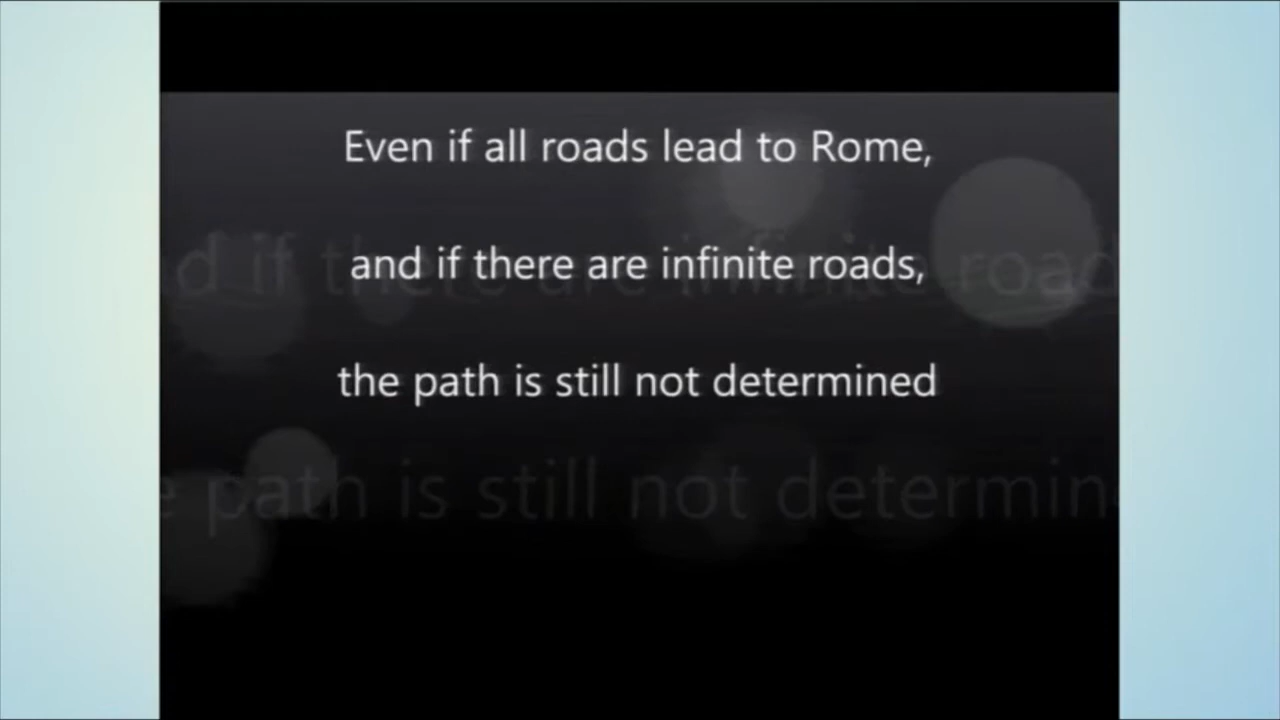 Even if all roads lead to Rome,
and if there are infinite roads,
the path is still not determined